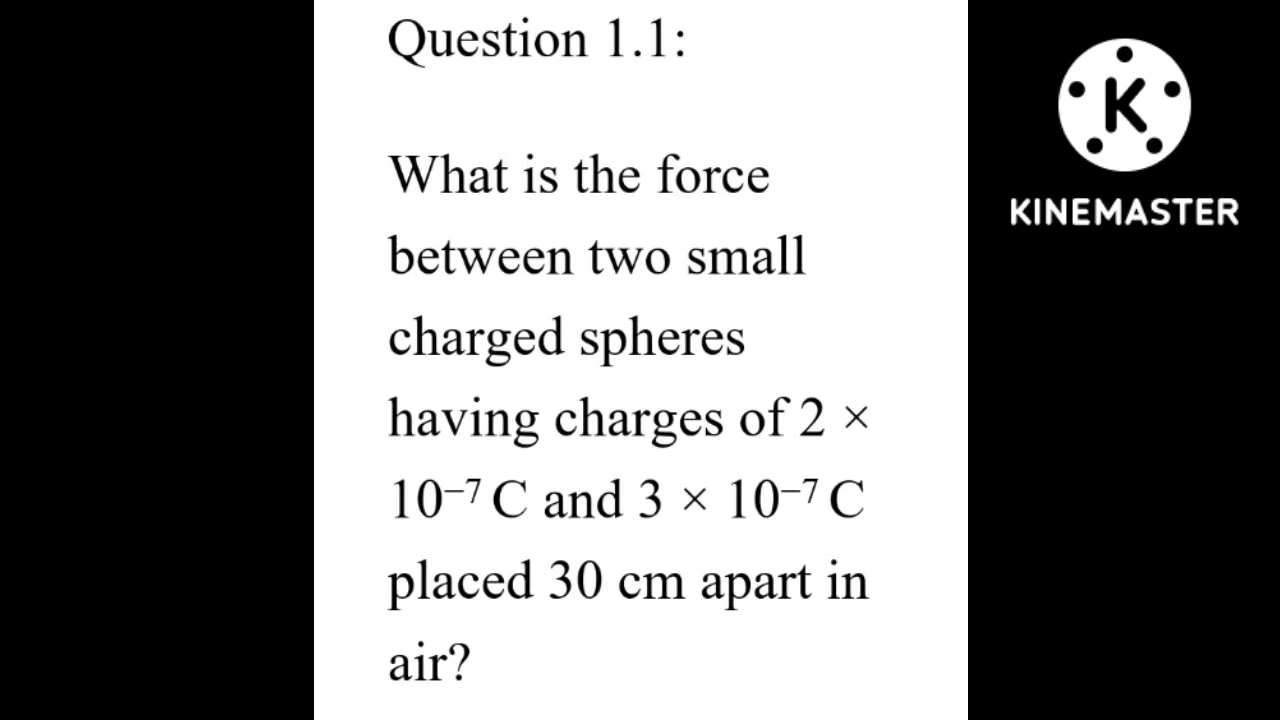 Question 1.1:
What is the force
between two small
charged spheres
having charges of 2 ×
10⁻⁷ C and 3 × 10⁻⁷ C
placed 30 cm apart in
air?
K
KINEMASTER